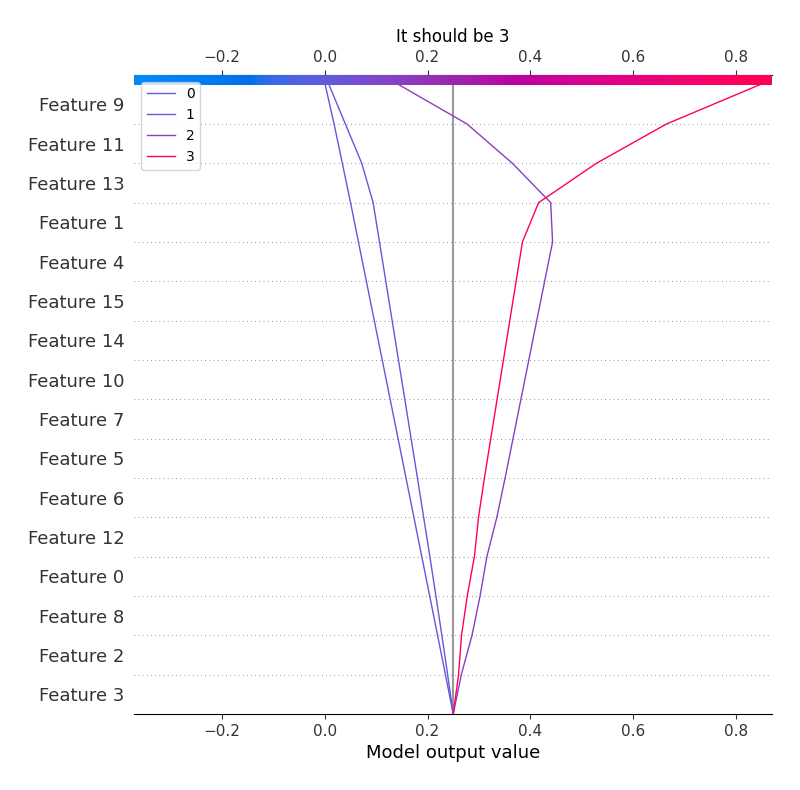 It should be 3
−0.2 0.0 0.2 0.4 0.6 0.8
0
1
2
3
Feature 9
Feature 11
Feature 13
Feature 1
Feature 4
Feature 15
Feature 14
Feature 10
Feature 7
Feature 5
Feature 6
Feature 12
Feature 0
Feature 8
Feature 2
Feature 3
−0.2 0.0 0.2 0.4 0.6 0.8
Model output value